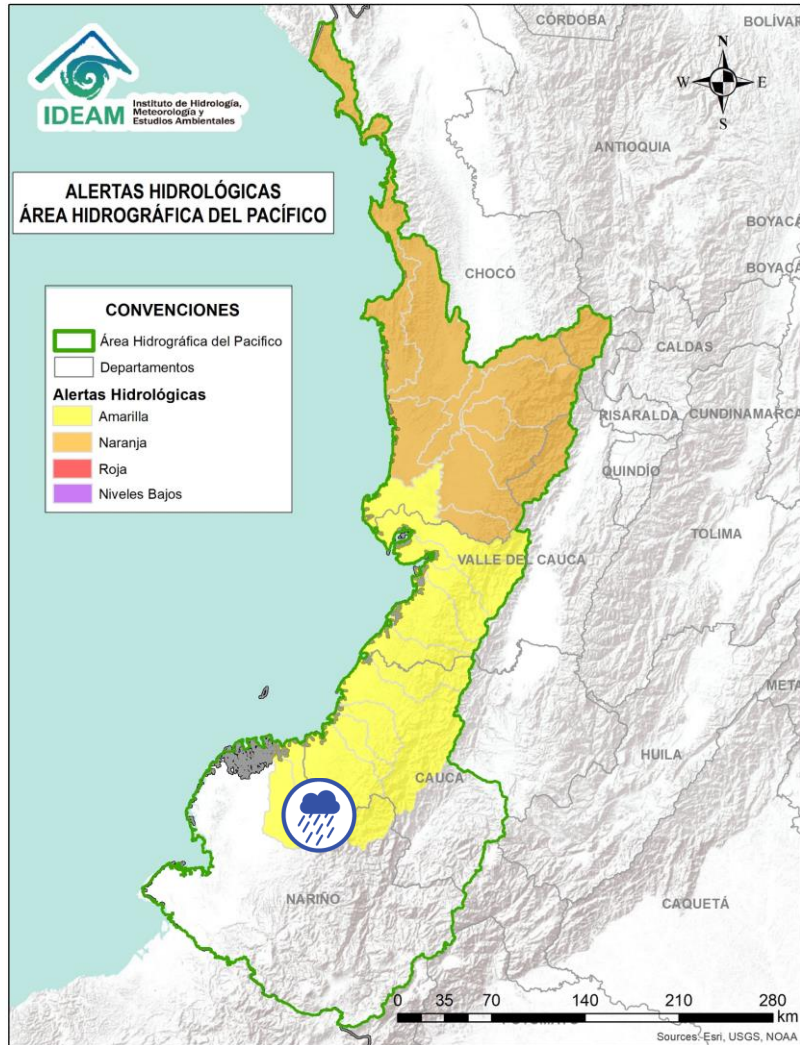 IDEAM
Instituto de Hidrología,
Meteorología y
Estudios Ambientales
ALERTAS HIDROLÓGICAS
ÁREA HIDROGRÁFICA DEL PACÍFICO
CONVENCIONES
Área Hidrográfica del Pacifico
Departamentos
Alertas Hidrológicas
Amarilla
Naranja
Roja
Niveles Bajos
N
W
E
S
CÓRDOBA
BOLÍVAR
ANTIOQUIA
BOYACÁ
CHOCÓ
BOYACÁ
CALDAS
RISARALDA
CUNDINAMARCA
QUINDÍO
TOLIMA
VALLE DEL CAUCA
META
HUILA
CAUCA
NARIÑO
CAQUETÁ
0 35 70 140 210 280
km
Sources: Esri, USGS, NOAA